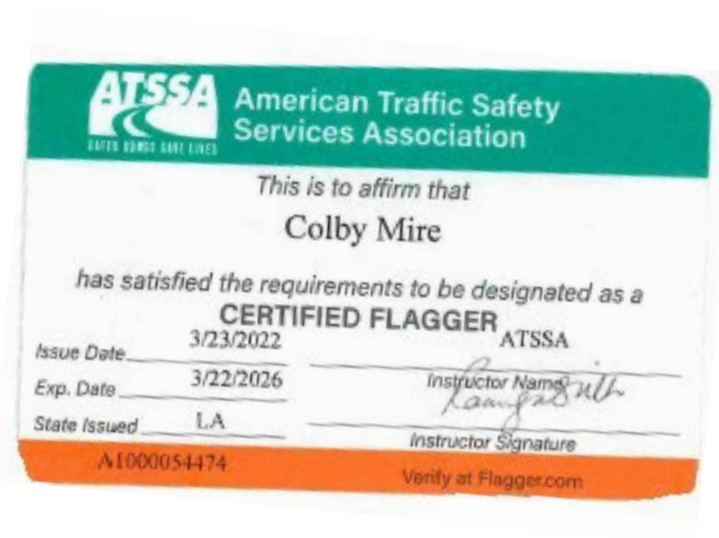 ATSSA
SAFER ROADS SAVE LIVES
American Traffic Safety
Services Association
This is to affirm that
Colby Mire
has satisfied the requirements to be designated as a
CERTIFIED FLAGGER
Issue Date 3/23/2022
ATSSA
Instructor Name
Exp. Date 3/22/2026
State Issued LA
Instructor Signature
A1000054474
Verify at Flagger.com